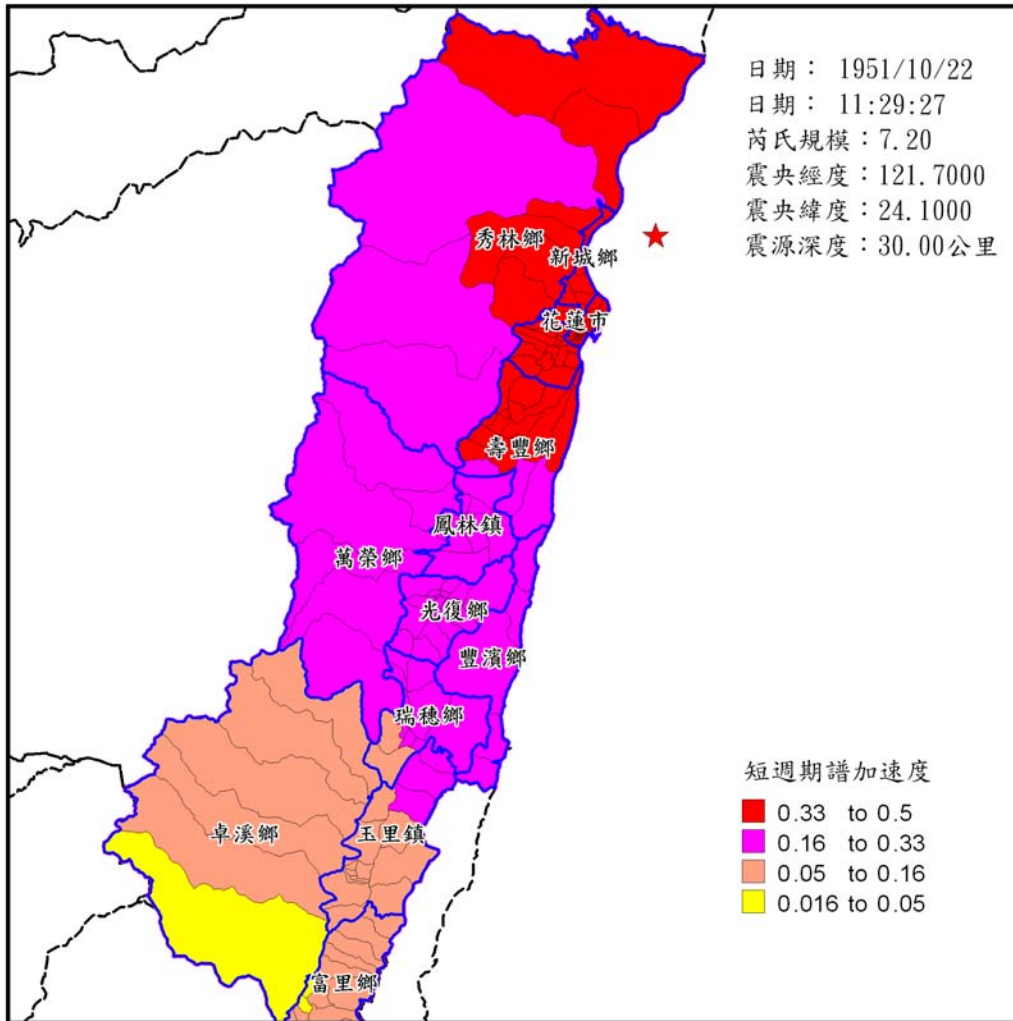 日期： 1951/10/22
日期： 11:29:27
芮氏規模：7.20
震央經度：121.7000
震央緯度：24.1000
震源深度：30.00公里
秀林鄉
新城鄉
花蓮市
壽豐鄉
鳳林鎮
萬榮鄉
光復鄉
豐濱鄉
瑞穗鄉
卓溪鄉
玉里鎮
富里鄉
短週期譜加速度
0.33 to 0.5
0.16 to 0.33
0.05 to 0.16
0.016 to 0.05